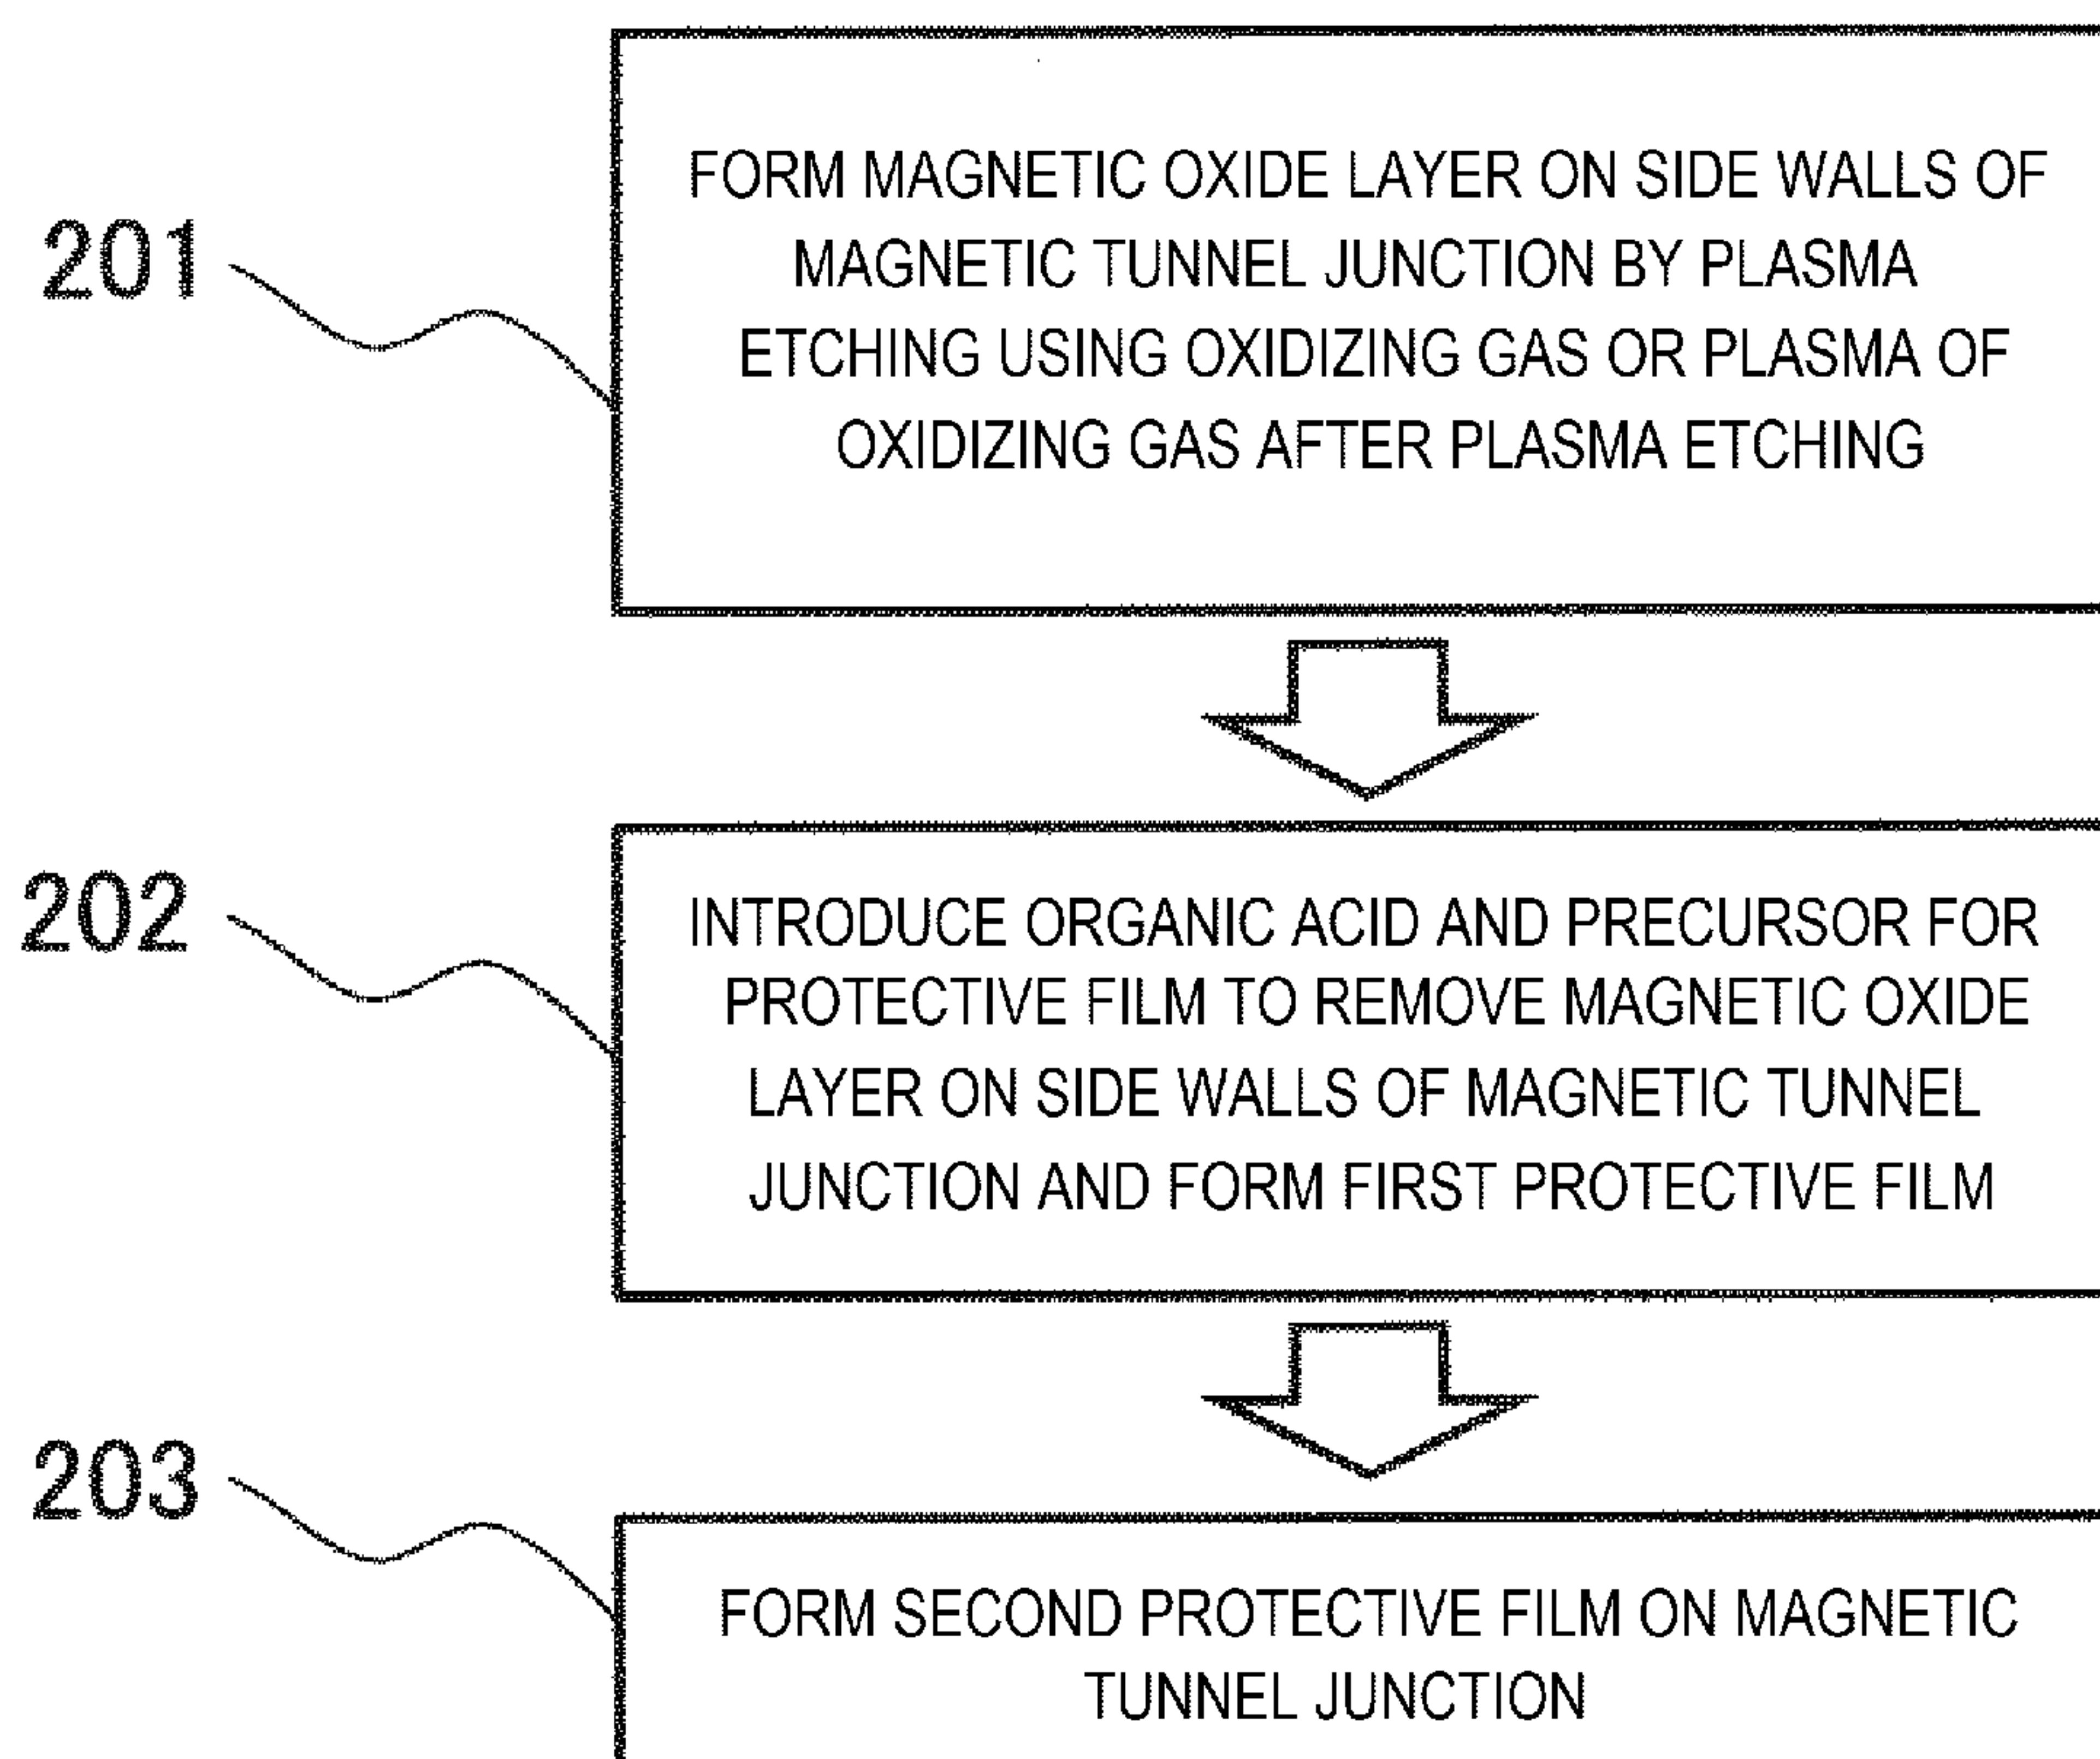 201
FORM MAGNETIC OXIDE LAYER ON SIDE WALLS OF
MAGNETIC TUNNEL JUNCTION BY PLASMA
ETCHING USING OXIDIZING GAS OR PLASMA OF
OXIDIZING GAS AFTER PLASMA ETCHING
202
INTRODUCE ORGANIC ACID AND PRECURSOR FOR
PROTECTIVE FILM TO REMOVE MAGNETIC OXIDE
LAYER ON SIDE WALLS OF MAGNETIC TUNNEL
JUNCTION AND FORM FIRST PROTECTIVE FILM
203
FORM SECOND PROTECTIVE FILM ON MAGNETIC
TUNNEL JUNCTION